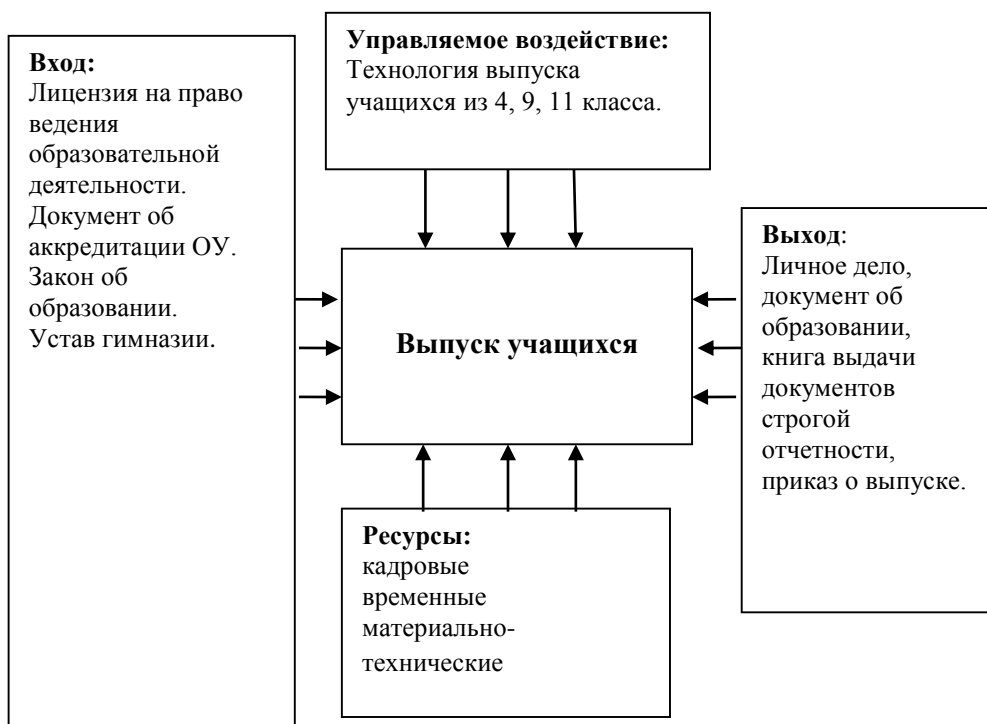 Вход:
Лицензия на право
ведения
образовательной
деятельности.
Документ об
аккредитации ОУ.
Закон об
образовании.
Устав гимназии.
Управляемое воздействие:
Технология выпуска
учащихся из 4, 9, 11 класса.
Выпуск учащихся
Выход:
Личное дело,
документ об
образовании,
книга выдачи
документов
строгой
отчетности,
приказ о выпуске.
Ресурсы:
кадровые
временные
материально-
технические